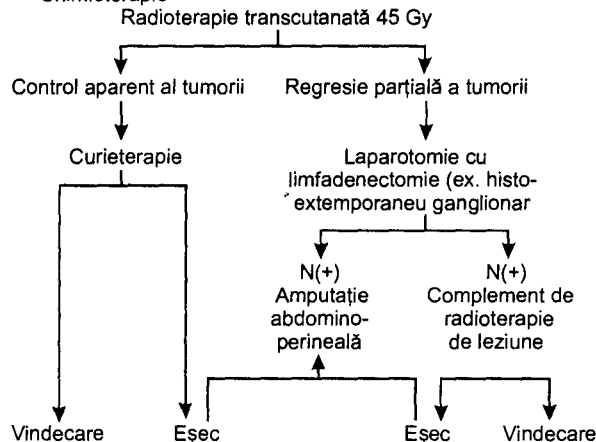 Radioterapie transcutanată 45 Gy
Control aparent al tumorii
Regresie parțială a tumorii
Curieterapie
Laparotomie cu
limfadenectomie (ex. histo-
extemporaneu ganglionar
N(+)
Amputație
abdomino-
perineală
N(+)
Complement de
radioterapie
de leziune
Vindecare
Eșec
Eșec
Vindecare